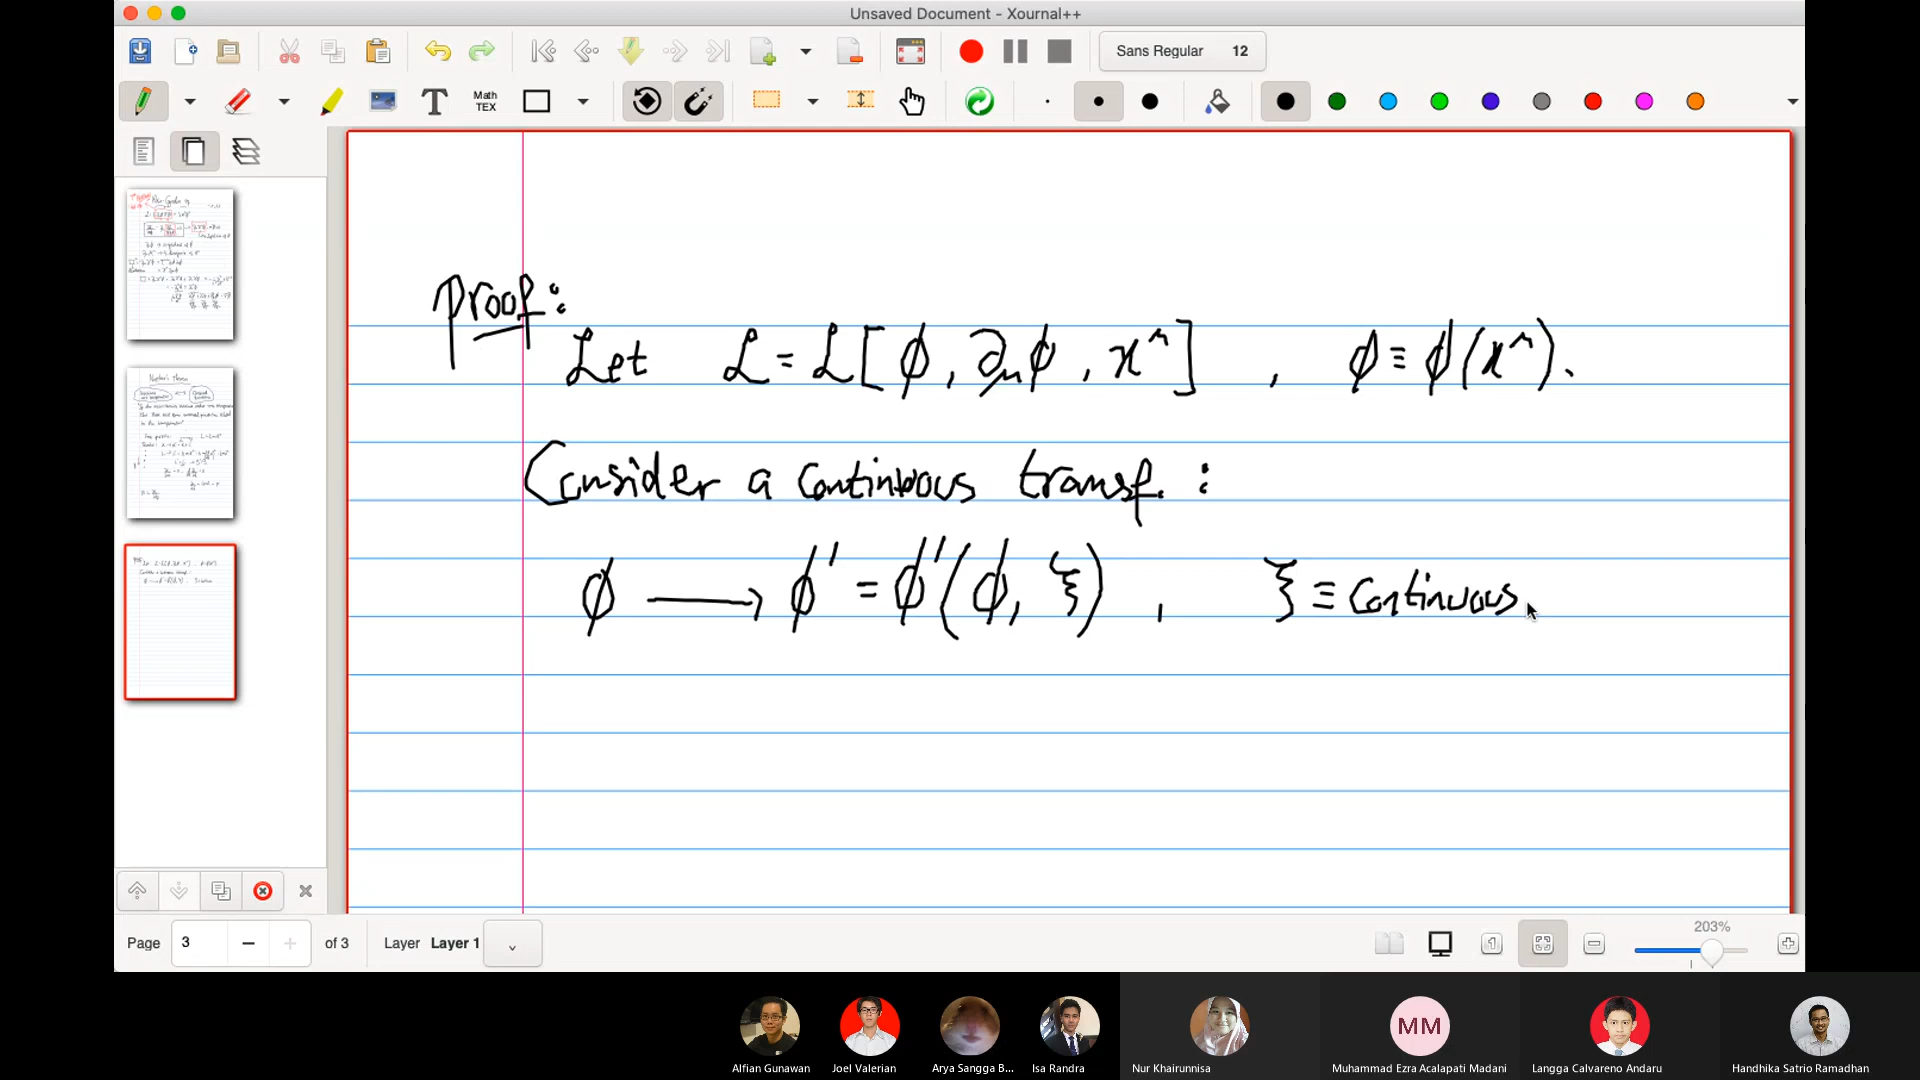 Unsaved Document - Xournal++
Sans Regular 12
Math
TEX
Noether's Theorem
Proof:
Let ℒ = ℒ[ϕ, ∂μϕ, x^μ] , ϕ ≡ ϕ(x^μ).
Consider a continuous transf. :
ϕ ⟶ ϕ' = ϕ'(ϕ, ξ) , ξ ≡ continuous.
Page 3 of 3 Layer Layer 1
203%
Alfian Gunawan
Joel Valerian
Arya Sangga B...
Isa Randra
Nur Khairunnisa
MM
Muhammad Ezra Acalapati Madani
Langga Calvareno Andaru
Handhika Satrio Ramadhan